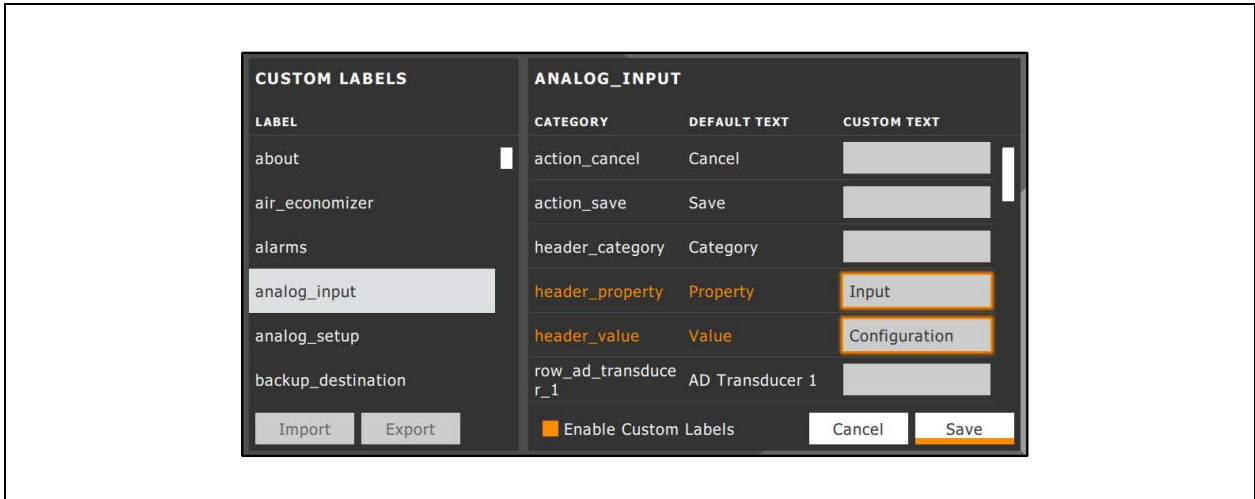 CUSTOM LABELS
LABEL
about
air_economizer
alarms
analog_input
analog_setup
backup_destination
Import Export
ANALOG_INPUT
CATEGORY DEFAULT TEXT CUSTOM TEXT
action_cancel Cancel
action_save Save
header_category Category
header_property Property Input
header_value Value Configuration
row_ad_transduce
r_1 AD Transducer 1
Enable Custom Labels Cancel Save